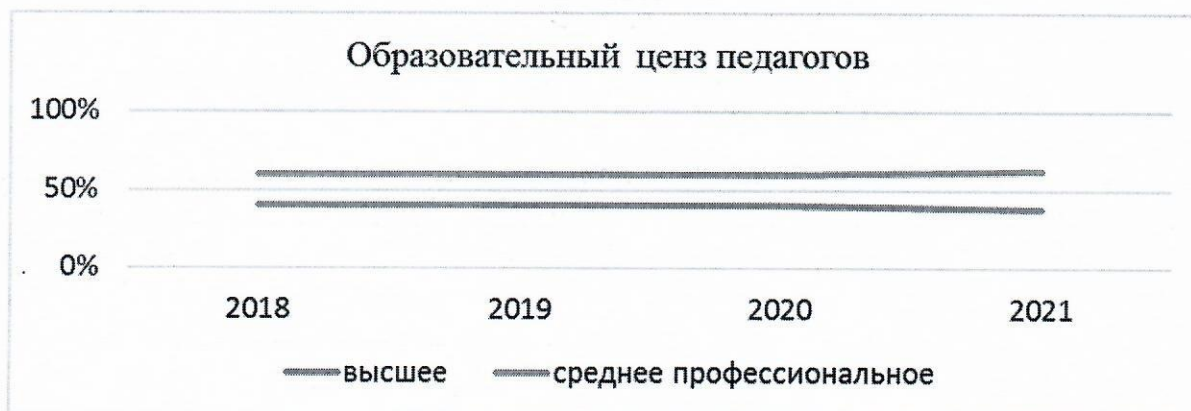 Образовательный ценз педагогов
100%
50%
0%
2018 2019 2020 2021
высшее среднее профессиональное